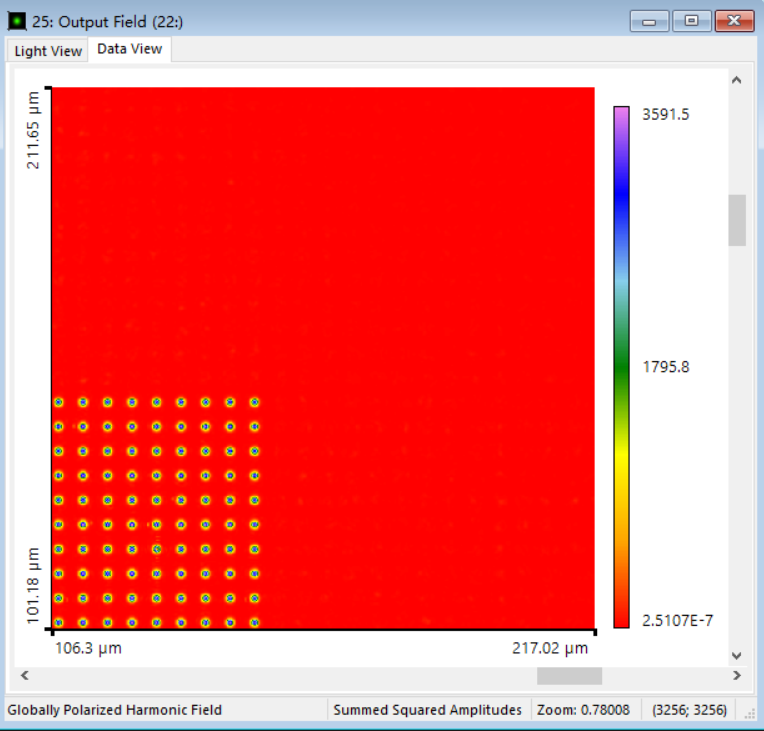 25: Output Field (22:)
Light View Data View
211.65 µm
101.18 µm
106.3 µm
217.02 µm
3591.5
1795.8
2.5107E-7
Globally Polarized Harmonic Field Summed Squared Amplitudes Zoom: 0.78008 (3256; 3256)